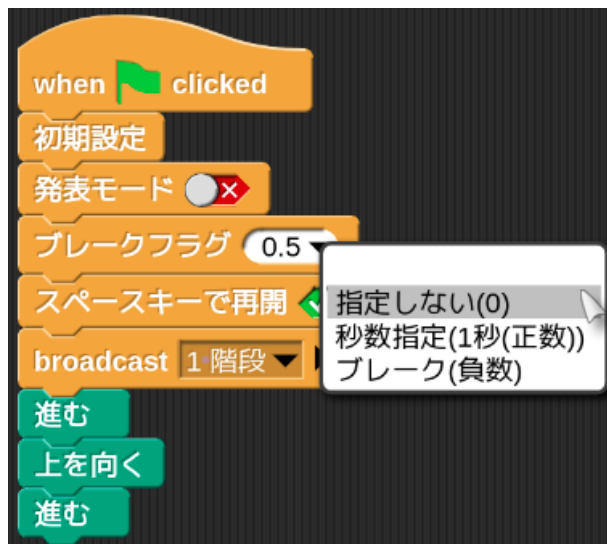 when clicked
初期設定
発表モード
ブレークフラグ 0.5
スペースキーで再開
指定しない(0)
秒数指定(1秒(正数))
ブレーク(負数)
broadcast 1 階段
進む
上を向く
進む